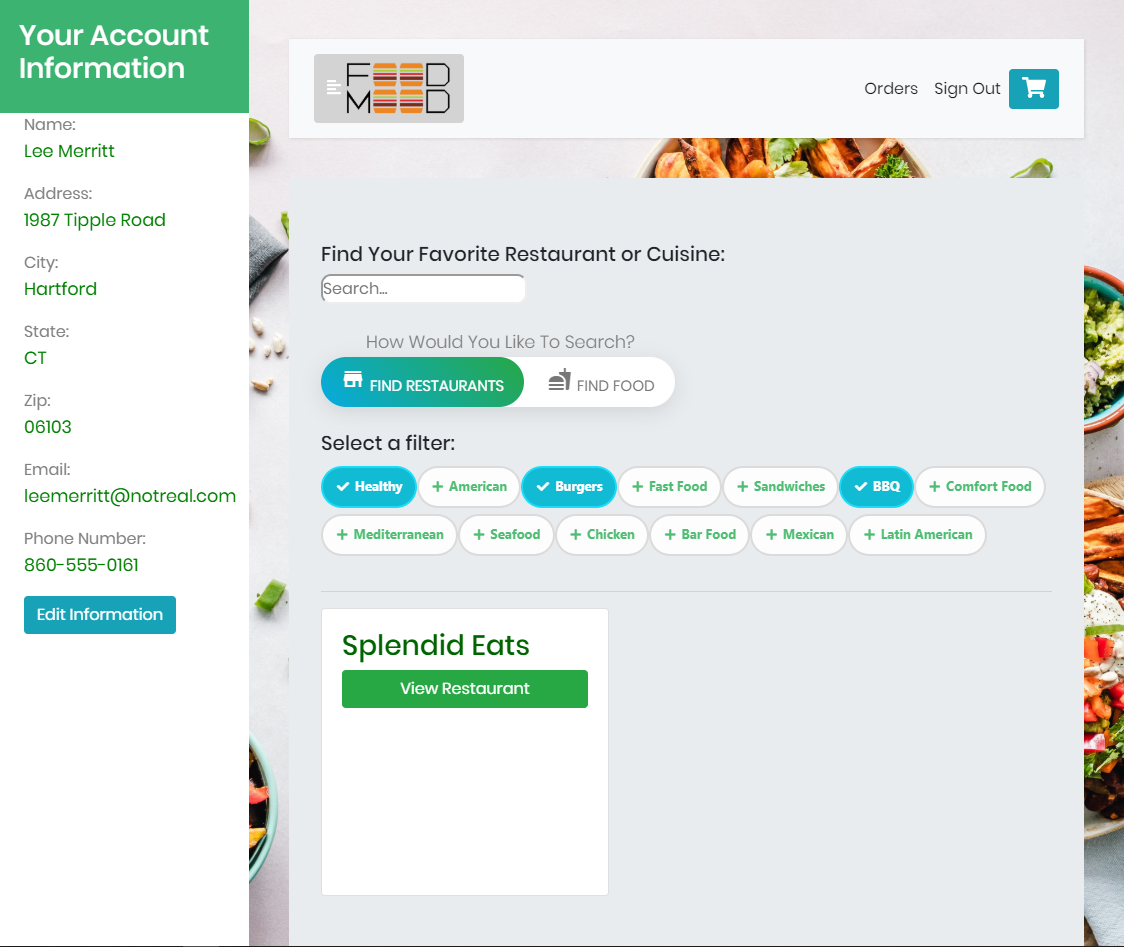 Your Account
Information
Name:
Lee Merritt
Address:
1987 Tipple Road
City:
Hartford
State:
CT
Zip:
06103
Email:
leemerritt@notreal.com
Phone Number:
860-555-0161
Edit Information
FOOD
MOOD
Orders Sign Out
Find Your Favorite Restaurant or Cuisine:
Search...
How Would You Like To Search?
FIND RESTAURANTS FIND FOOD
Select a filter:
Healthy American Burgers Fast Food Sandwiches BBQ Comfort Food
Mediterranean Seafood Chicken Bar Food Mexican Latin American
Splendid Eats
View Restaurant